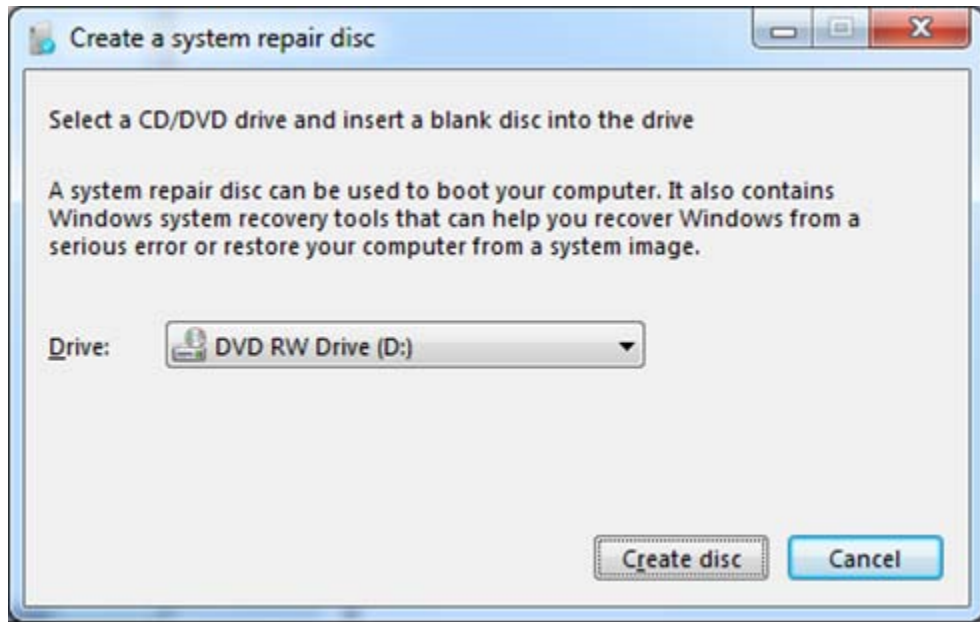 Create a system repair disc
Select a CD/DVD drive and insert a blank disc into the drive
A system repair disc can be used to boot your computer. It also contains
Windows system recovery tools that can help you recover Windows from a
serious error or restore your computer from a system image.
Drive: DVD RW Drive (D:)
Create disc Cancel